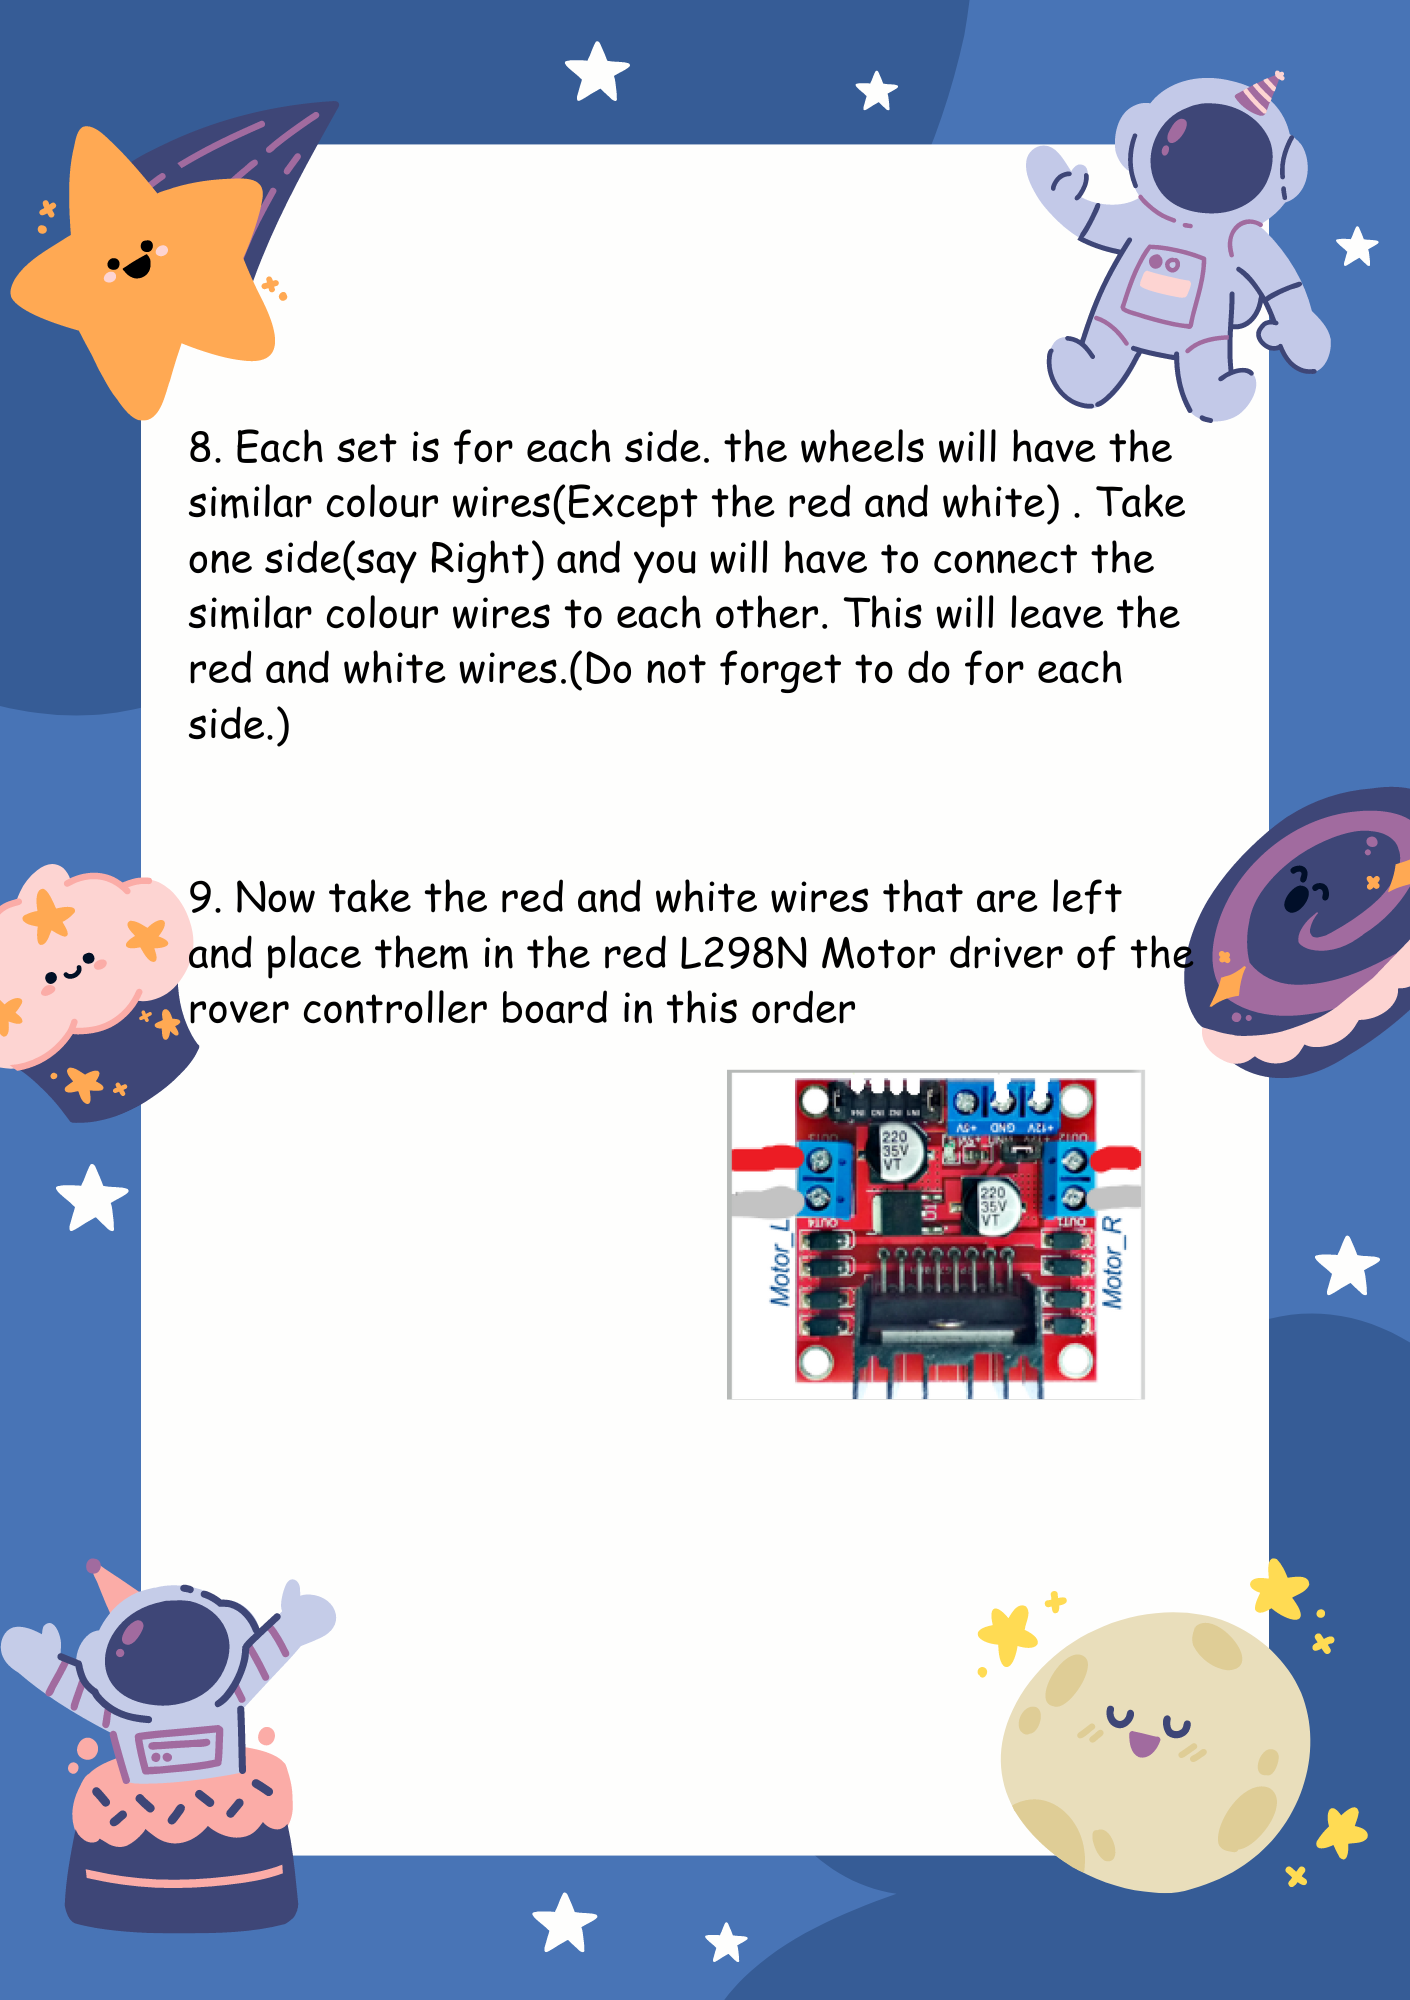 8. Each set is for each side. the wheels will have the
similar colour wires(Except the red and white) . Take
one side(say Right) and you will have to connect the
similar colour wires to each other. This will leave the
red and white wires.(Do not forget to do for each
side.)
9. Now take the red and white wires that are left
and place them in the red L298N Motor driver of the
rover controller board in this order
IN4 IN3 IN2 IN1
+5V GND +12V
220
35V
VT
220
35V
VT
OUT4
OUT1
Motor_L
Motor_R